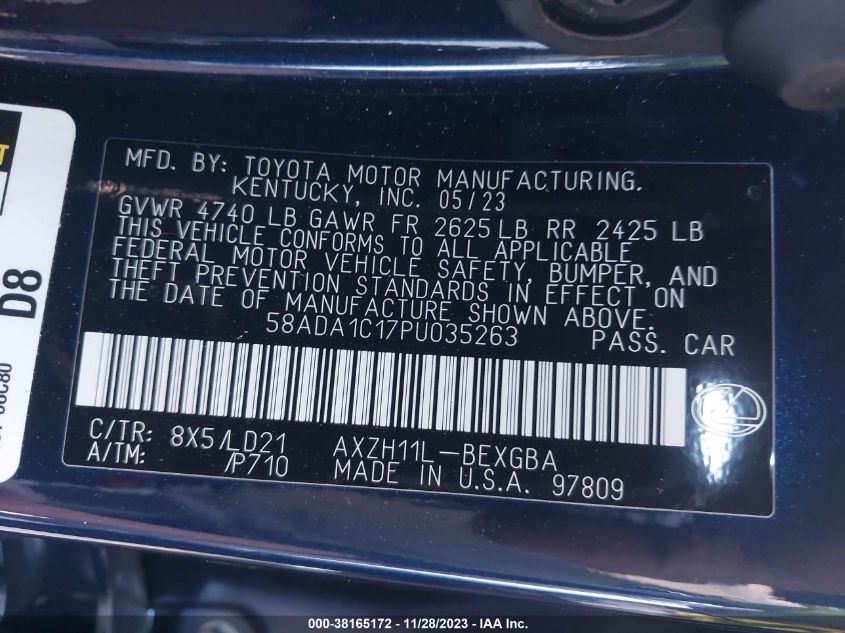 MFD. BY: TOYOTA MOTOR MANUFACTURING.
KENTUCKY, INC. 05/23
GVWR 4740 LB GAWR FR 2625 LB RR 2425 LB
THIS VEHICLE CONFORMS TO ALL APPLICABLE
FEDERAL MOTOR VEHICLE SAFETY, BUMPER, AND
THEFT PREVENTION STANDARDS IN EFFECT ON
THE DATE OF MANUFACTURE SHOWN ABOVE.
58ADA1C17PU035263 PASS. CAR
C/TR: 8X5/LD21 AXZH11L-BEXGBA
A/TM: /P710 MADE IN U.S.A. 97809
D8
000-38165172 - 11/28/2023 - IAA Inc.